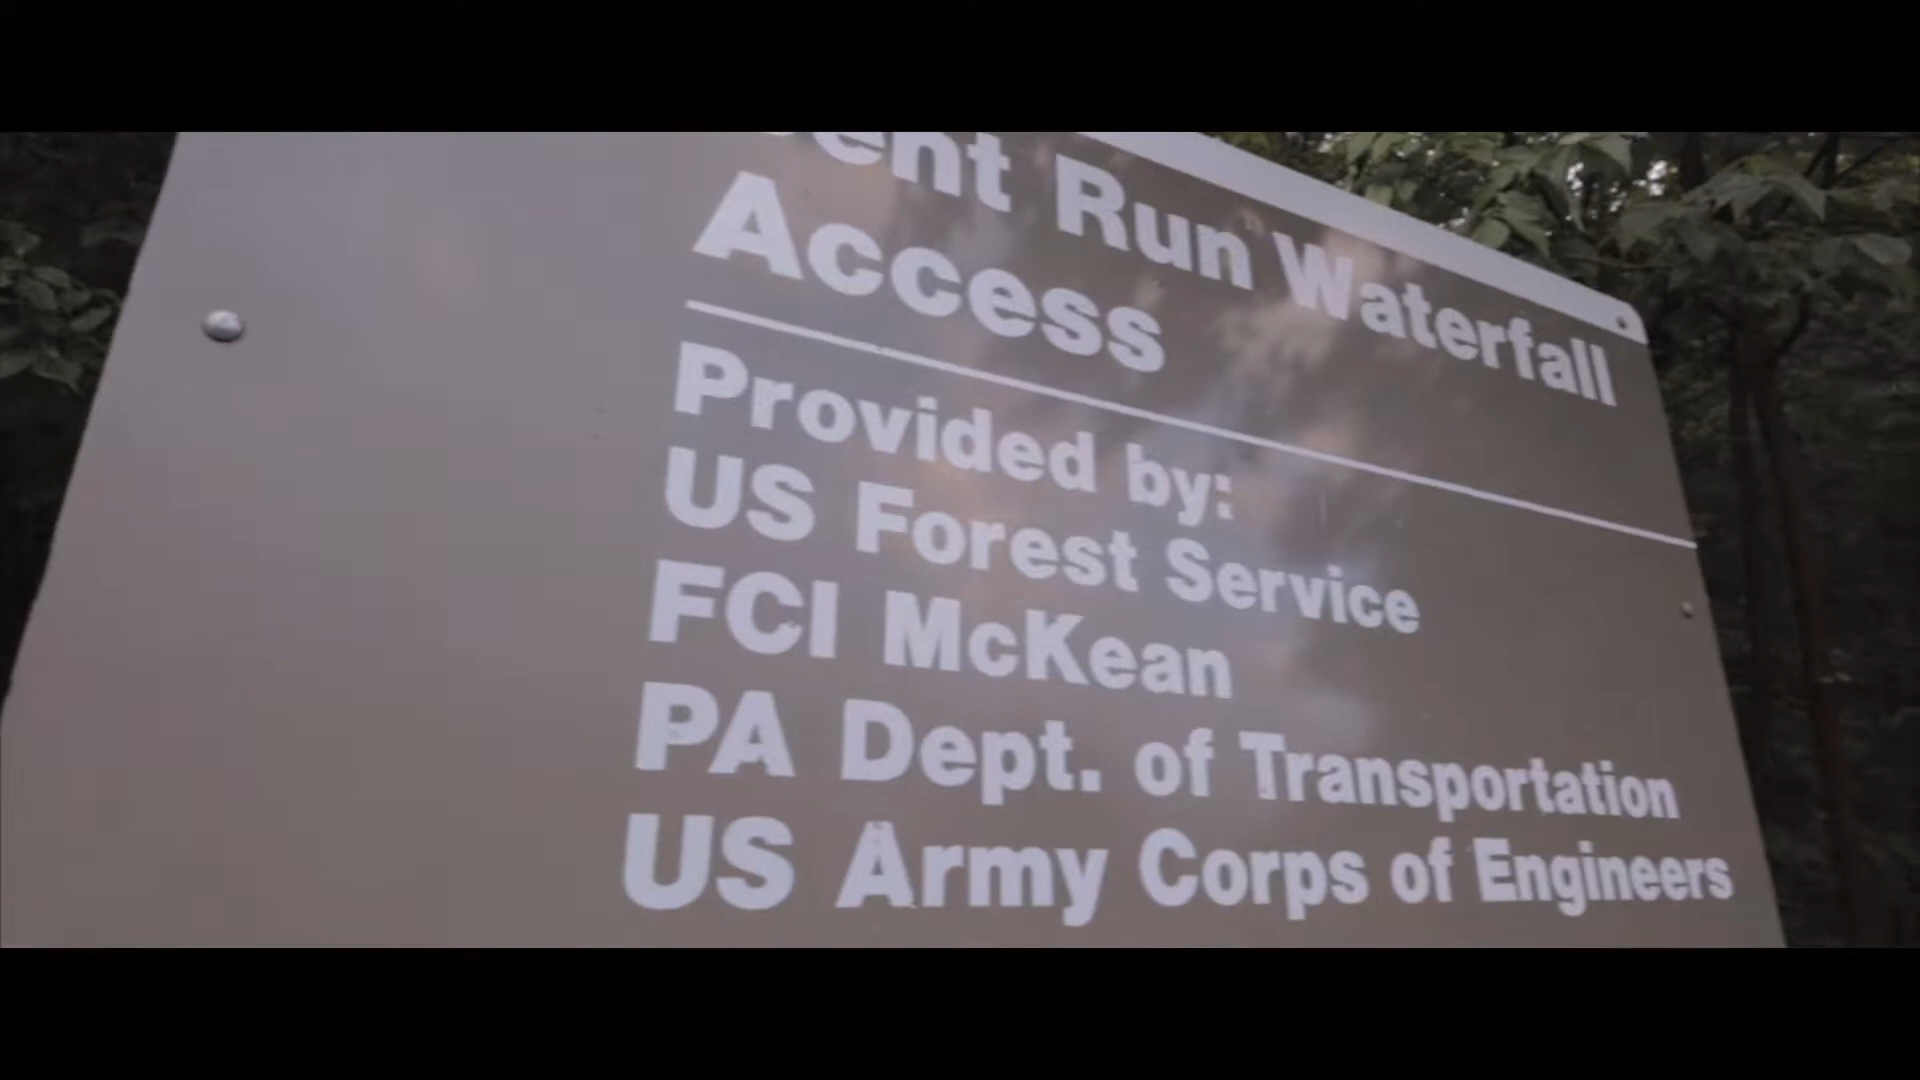 Run Waterfall
Access
Provided by:
US Forest Service
FCI McKean
PA Dept. of Transportation
US Army Corps of Engineers